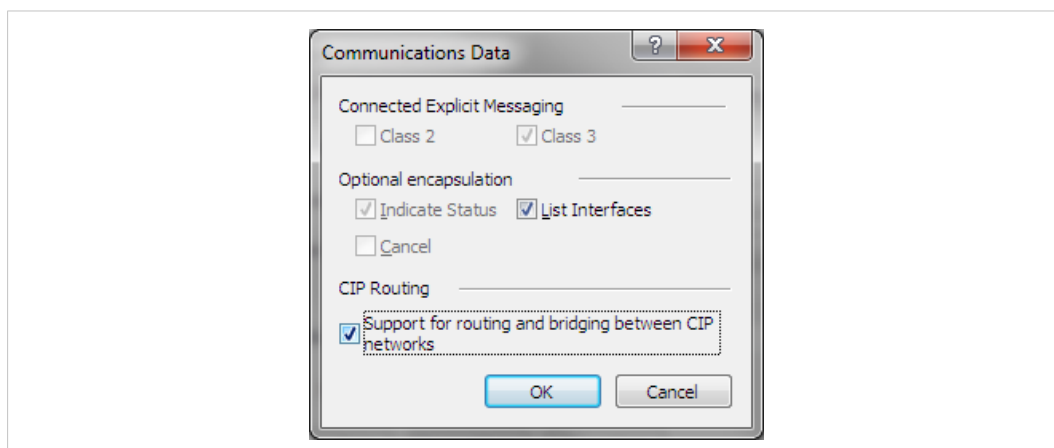 Communications Data
?
Connected Explicit Messaging
Class 2 Class 3
Optional encapsulation
Indicate Status List Interfaces
Cancel
CIP Routing
Support for routing and bridging between CIP
networks
OK Cancel